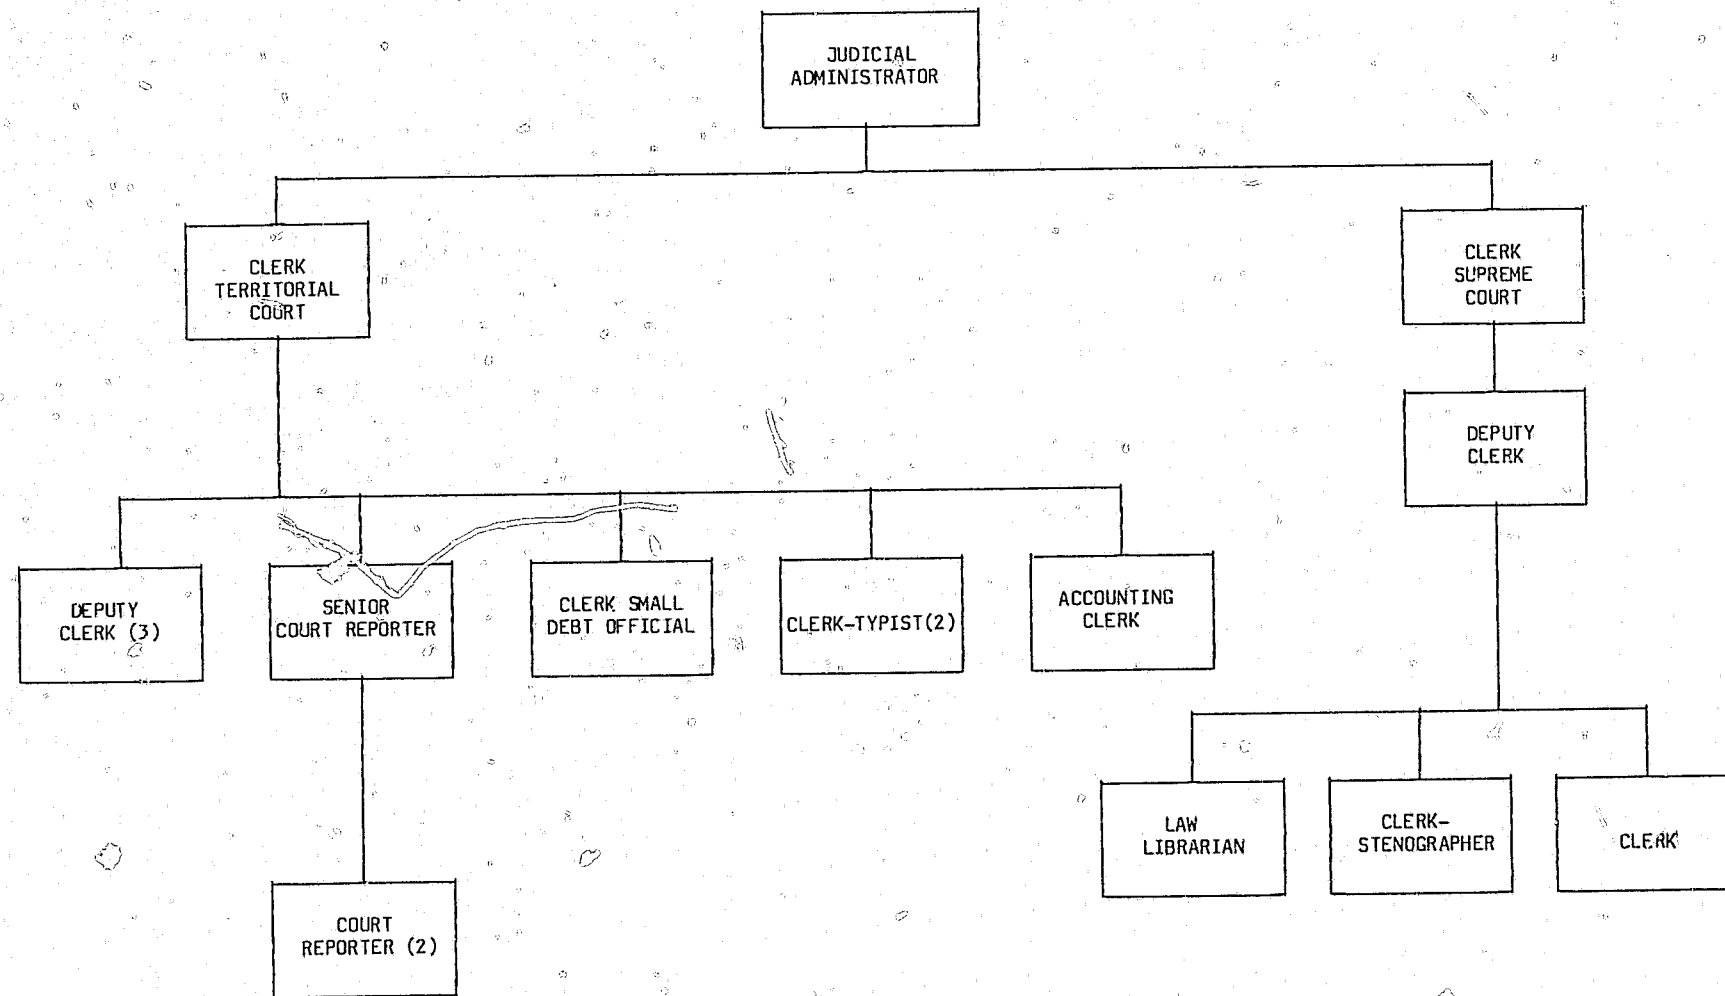 JUDICIAL
ADMINISTRATOR
CLERK
TERRITORIAL
COURT
CLERK
SUPREME
COURT
DEPUTY
CLERK
DEPUTY
CLERK (3)
SENIOR
COURT REPORTER
CLERK SMALL
DEBT OFFICIAL
CLERK-TYPIST(2)
ACCOUNTING
CLERK
LAW
LIBRARIAN
CLERK-
STENOGRAPHER
CLERK
COURT
REPORTER (2)